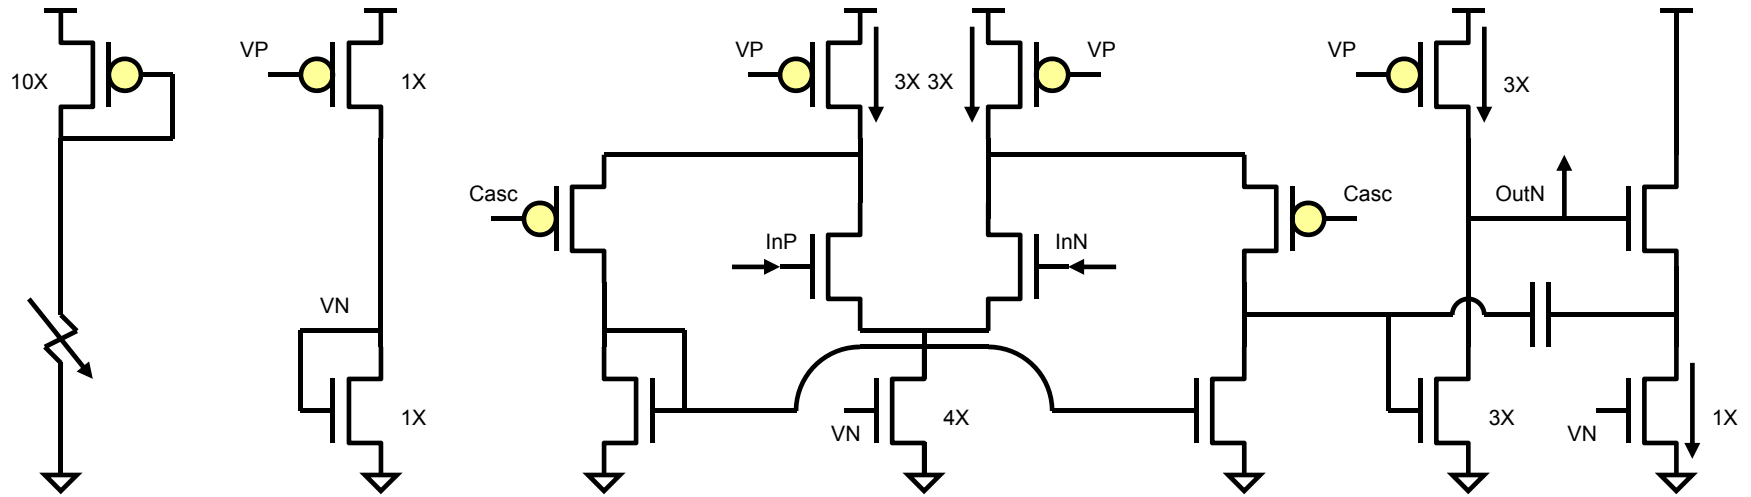 VP
VP
VP
VP
10X
1X
3X 3X
3X
Casc
Casc
OutN
InP
InN
VN
1X
VN
4X
3X
VN
1X